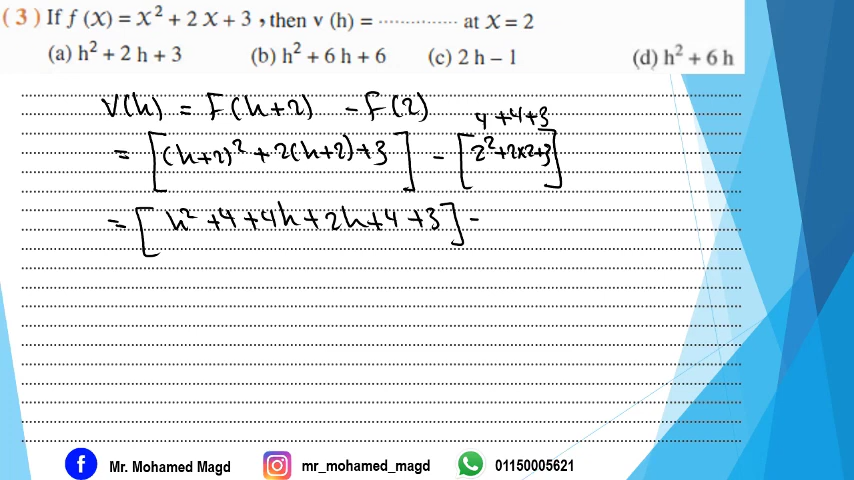 (3) If f (X) = X² + 2 X + 3 , then v (h) = ·············· at X = 2
(a) h² + 2 h + 3 (b) h² + 6 h + 6 (c) 2 h – 1 (d) h² + 6 h
V(h) = F(h+2) - F(2)
4+4+3
= [(h+2)² + 2(h+2)+3] - [2²+2×2+3]
= [h² +4 +4h+2h+4+3] -
Mr. Mohamed Magd mr_mohamed_magd 01150005621